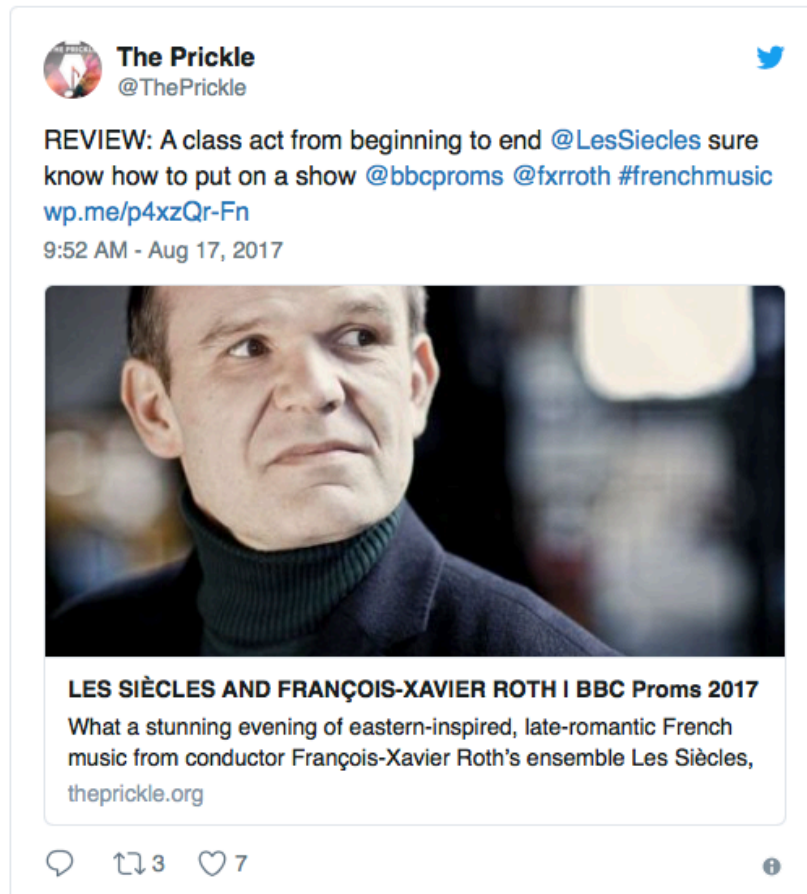 The Prickle
@ThePrickle
REVIEW: A class act from beginning to end @LesSiecles sure
know how to put on a show @bbcproms @fxrroth #frenchmusic
wp.me/p4xzQr-Fn
9:52 AM - Aug 17, 2017
LES SIÈCLES AND FRANÇOIS-XAVIER ROTH I BBC Proms 2017
What a stunning evening of eastern-inspired, late-romantic French
music from conductor François-Xavier Roth’s ensemble Les Siècles,
theprickle.org
3 7